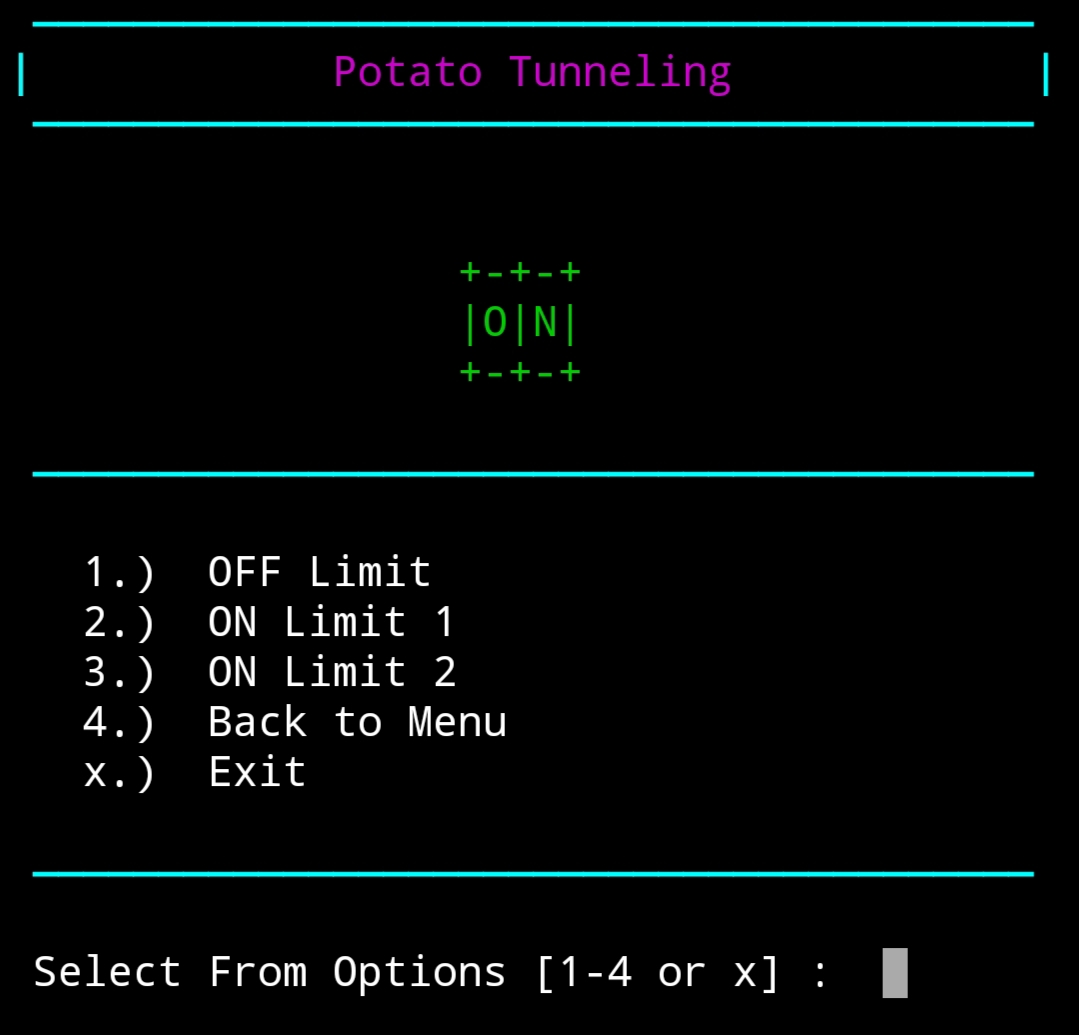 | Potato Tunneling |
+-+-+
|O|N|
+-+-+
1.) OFF Limit
2.) ON Limit 1
3.) ON Limit 2
4.) Back to Menu
x.) Exit
Select From Options [1-4 or x] :